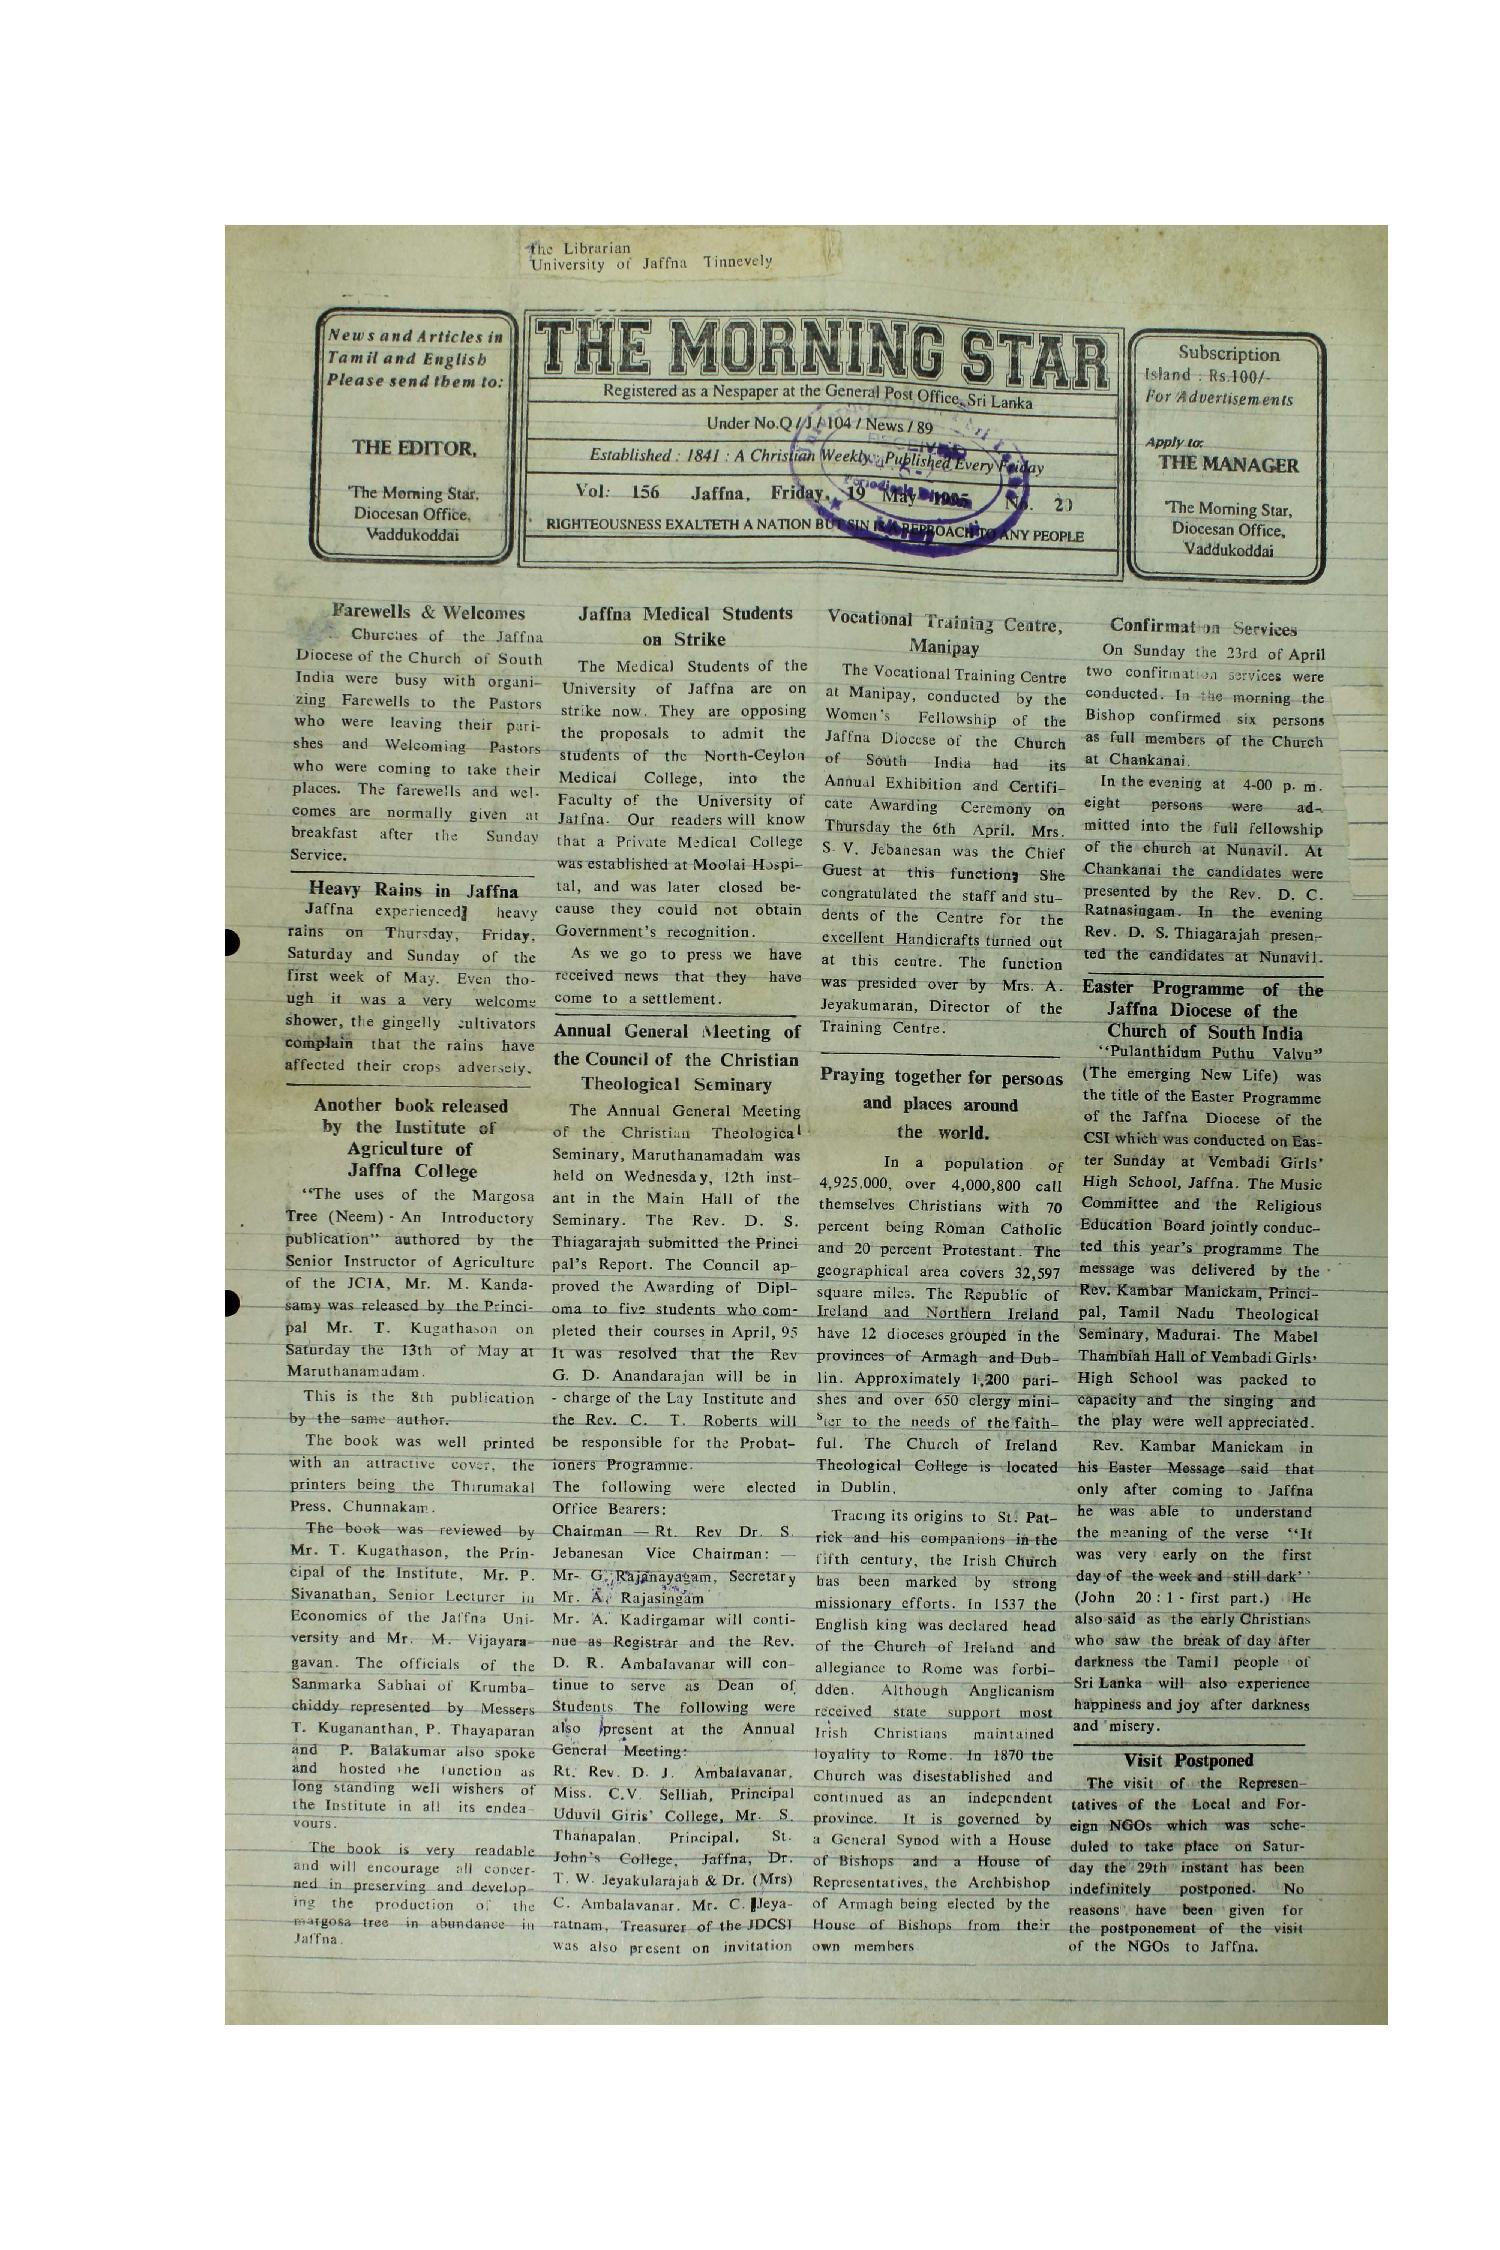 the Librarian
University of Jaffna Tinnevely
News and Articles in
Tamil and English
Please send them to:
THE EDITOR,
'The Morning Star,
Diocesan Office,
Vaddukoddai
THE MORNING STAR
Registered as a Nespaper at the General Post Office, Sri Lanka
Under No.Q/J/104/News/89
Established : 1841 : A Christian Weekly Published Every Friday
Vol: 156 Jaffna, Friday, 19 May 1995 No. 20
RIGHTEOUSNESS EXALTETH A NATION BUT SIN IS A REPROACH TO ANY PEOPLE
Subscription
Island : Rs.100/-
For Advertisements
Apply to:
THE MANAGER
'The Morning Star,
Diocesan Office,
Vaddukoddai
Farewells & Welcomes
Churches of the Jaffna
Diocese of the Church of South
India were busy with organi-
zing Farewells to the Pastors
who were leaving their pari-
shes and Welcoming Pastors
who were coming to take their
places. The farewells and wel-
comes are normally given at
breakfast after the Sunday
Service.
Heavy Rains in Jaffna
Jaffna experienced heavy
rains on Thursday, Friday,
Saturday and Sunday of the
first week of May. Even tho-
ugh it was a very welcome
shower, the gingelly cultivators
complain that the rains have
affected their crops adversely.
Another book released
by the Institute of
Agriculture of
Jaffna College
“The uses of the Margosa
Tree (Neem) - An Introductory
publication” authored by the
Senior Instructor of Agriculture
of the JCIA, Mr. M. Kanda-
samy was released by the Princi-
pal Mr. T. Kugathason on
Saturday the 13th of May at
Maruthanamadam.
This is the 8th publication
by the same author.
The book was well printed
with an attractive cover, the
printers being the Thirumakal
Press, Chunnakam.
The book was reviewed by
Mr. T. Kugathason, the Prin-
cipal of the Institute, Mr. P.
Sivanathan, Senior Lecturer in
Economics of the Jaffna Uni-
versity and Mr. M. Vijayara-
gavan. The officials of the
Sanmarka Sabhai of Krumba-
chiddy represented by Messers
T. Kugananthan, P. Thayaparan
and P. Balakumar also spoke
and hosted the function as
long standing well wishers of
the Institute in all its endea-
vours.
The book is very readable
and will encourage all concer-
ned in preserving and develop-
ing the production of the
margosa tree in abundance in
Jaffna.
Jaffna Medical Students
on Strike
The Medical Students of the
University of Jaffna are on
strike now. They are opposing
the proposals to admit the
students of the North-Ceylon
Medical College, into the
Faculty of the University of
Jaffna. Our readers will know
that a Private Medical College
was established at Moolai Hospi-
tal, and was later closed be-
cause they could not obtain
Government's recognition.
As we go to press we have
received news that they have
come to a settlement.
Annual General Meeting of
the Council of the Christian
Theological Seminary
The Annual General Meeting
of the Christian Theological
Seminary, Maruthanamadam was
held on Wednesday, 12th inst-
ant in the Main Hall of the
Seminary. The Rev. D. S.
Thiagarajah submitted the Princi
pal's Report. The Council ap-
proved the Awarding of Dipl-
oma to five students who com-
pleted their courses in April, 95
It was resolved that the Rev
G. D. Anandarajan will be in
- charge of the Lay Institute and
the Rev. C. T. Roberts will
be responsible for the Probat-
ioners Programme.
The following were elected
Office Bearers:
Chairman — Rt. Rev Dr. S.
Jebanesan Vice Chairman: —
Mr- G. Rajanayagam, Secretary
Mr. A. Rajasingam
Mr. A. Kadirgamar will conti-
nue as Registrar and the Rev.
D. R. Ambalavanar will con-
tinue to serve as Dean of
Students The following were
also present at the Annual
General Meeting:
Rt. Rev. D. J. Ambalavanar,
Miss. C.V. Selliah, Principal
Uduvil Girls' College, Mr. S.
Thanapalan, Principal, St.
John's College, Jaffna, Dr.
T. W. Jeyakularajah & Dr. (Mrs)
C. Ambalavanar. Mr. C. Jeya-
ratnam, Treasurer of the JDCSI
was also present on invitation
Vocational Training Centre,
Manipay
The Vocational Training Centre
at Manipay, conducted by the
Women's Fellowship of the
Jaffna Diocese of the Church
of South India had its
Annual Exhibition and Certifi-
cate Awarding Ceremony on
Thursday the 6th April. Mrs.
S. V. Jebanesan was the Chief
Guest at this function; She
congratulated the staff and stu-
dents of the Centre for the
excellent Handicrafts turned out
at this centre. The function
was presided over by Mrs. A.
Jeyakumaran, Director of the
Training Centre.
Praying together for persons
and places around
the world.
In a population of
4,925,000, over 4,000,800 call
themselves Christians with 70
percent being Roman Catholic
and 20 percent Protestant. The
geographical area covers 32,597
square miles. The Republic of
Ireland and Northern Ireland
have 12 dioceses grouped in the
provinces of Armagh and Dub-
lin. Approximately 1,200 pari-
shes and over 650 clergy mini-
ster to the needs of the faith-
ful. The Church of Ireland
Theological College is located
in Dublin.
Tracing its origins to St. Pat-
rick and his companions in the
fifth century, the Irish Church
has been marked by strong
missionary efforts. In 1537 the
English king was declared head
of the Church of Ireland and
allegiance to Rome was forbi-
dden. Although Anglicanism
received state support most
Irish Christians maintained
loyality to Rome. In 1870 the
Church was disestablished and
continued as an independent
province. It is governed by
a General Synod with a House
of Bishops and a House of
Representatives, the Archbishop
of Armagh being elected by the
House of Bishops from their
own members
Confirmation Services
On Sunday the 23rd of April
two confirmation services were
conducted. In the morning the
Bishop confirmed six persons
as full members of the Church
at Chankanai.
In the evening at 4-00 p. m.
eight persons were ad-
mitted into the full fellowship
of the church at Nunavil. At
Chankanai the candidates were
presented by the Rev. D. C.
Ratnasingam. In the evening
Rev. D. S. Thiagarajah presen-
ted the candidates at Nunavil.
Easter Programme of the
Jaffna Diocese of the
Church of South India
“Pulanthidum Puthu Valvu”
(The emerging New Life) was
the title of the Easter Programme
of the Jaffna Diocese of the
CSI which was conducted on Eas-
ter Sunday at Vembadi Girls'
High School, Jaffna. The Music
Committee and the Religious
Education Board jointly conduc-
ted this year's programme The
message was delivered by the
Rev. Kambar Manickam, Princi-
pal, Tamil Nadu Theological
Seminary, Madurai. The Mabel
Thambiah Hall of Vembadi Girls'
High School was packed to
capacity and the singing and
the play were well appreciated.
Rev. Kambar Manickam in
his Easter Message said that
only after coming to Jaffna
he was able to understand
the meaning of the verse “It
was very early on the first
day of the week and still dark”
(John 20 : 1 - first part.) He
also said as the early Christians
who saw the break of day after
darkness the Tamil people of
Sri Lanka will also experience
happiness and joy after darkness
and misery.
Visit Postponed
The visit of the Represen-
tatives of the Local and For-
eign NGOs which was sche-
duled to take place on Satur-
day the 29th instant has been
indefinitely postponed. No
reasons have been given for
the postponement of the visit
of the NGOs to Jaffna.